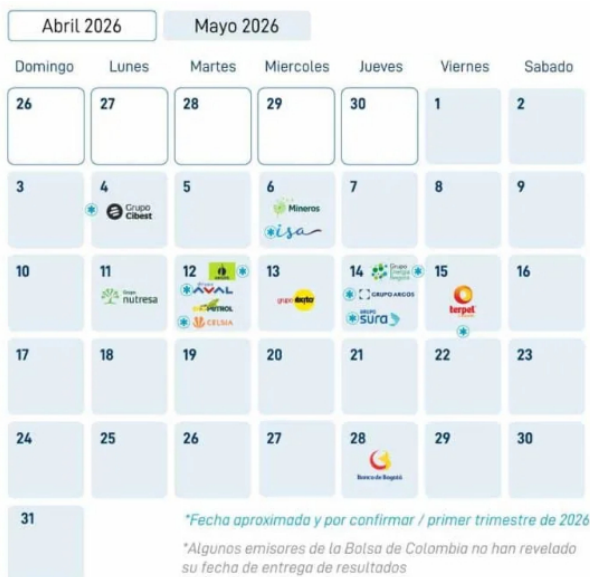 Abril 2026 Mayo 2026
Domingo Lunes Martes Miercoles Jueves Viernes Sabado
26 27 28 29 30 1 2
3 4 5 6 7 8 9
Grupo Cibest Mineros
isa
10 11 12 13 14 15 16
Grupo nutresa grupo éxito terpel
AVAL GRUPO ARGOS
CELSIA GRUPO sura
17 18 19 20 21 22 23
24 25 26 27 28 29 30
Banco de Bogotá
31
*Fecha aproximada y por confirmar / primer trimestre de 2026
*Algunos emisores de la Bolsa de Colombia no han revelado
su fecha de entrega de resultados